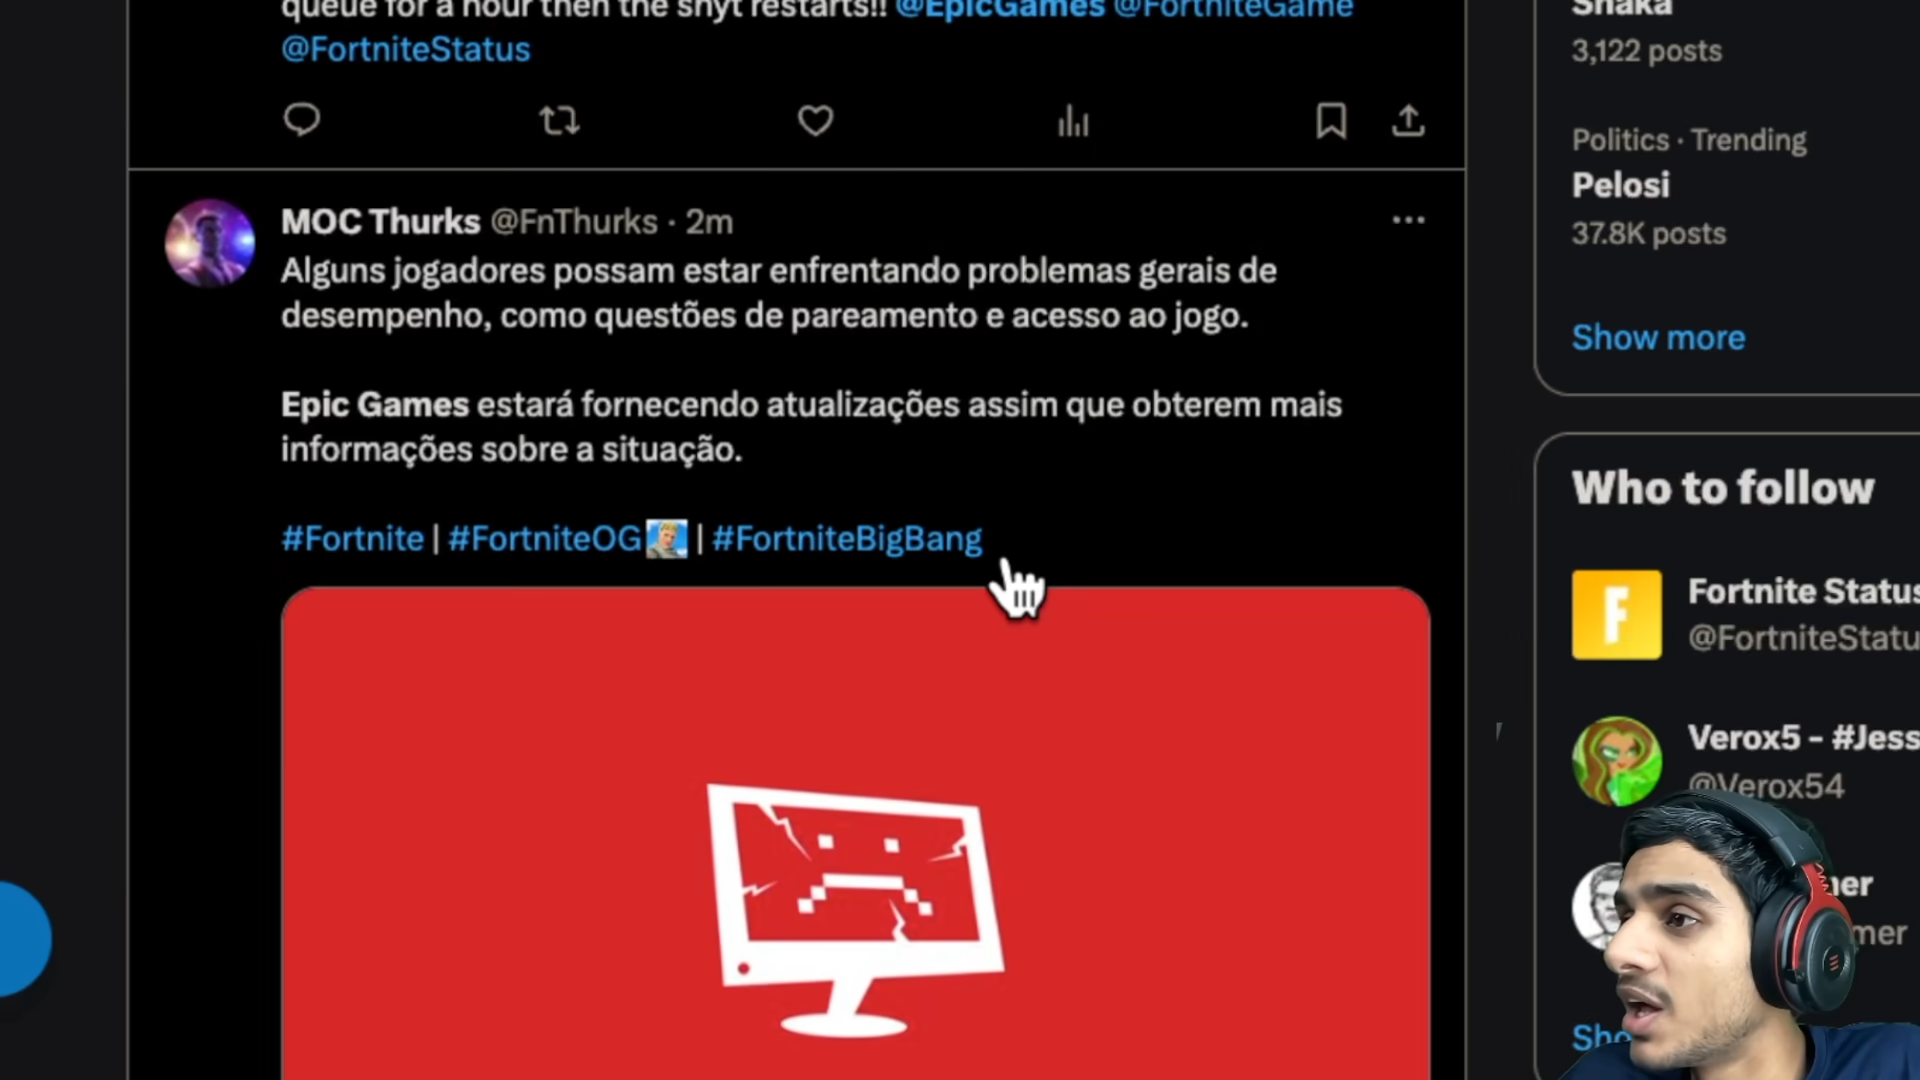 queue for a hour then the shyt restarts!! @EpicGames @FortniteGame
@FortniteStatus
MOC Thurks @FnThurks · 2m
Alguns jogadores possam estar enfrentando problemas gerais de
desempenho, como questões de pareamento e acesso ao jogo.
Epic Games estará fornecendo atualizações assim que obterem mais
informações sobre a situação.
#Fortnite | #FortniteOG | #FortniteBigBang
Shaka
3,122 posts
Politics · Trending
Pelosi
37.8K posts
Show more
Who to follow
Fortnite Status
@FortniteStatu
Verox5 - #Jess
@Verox54